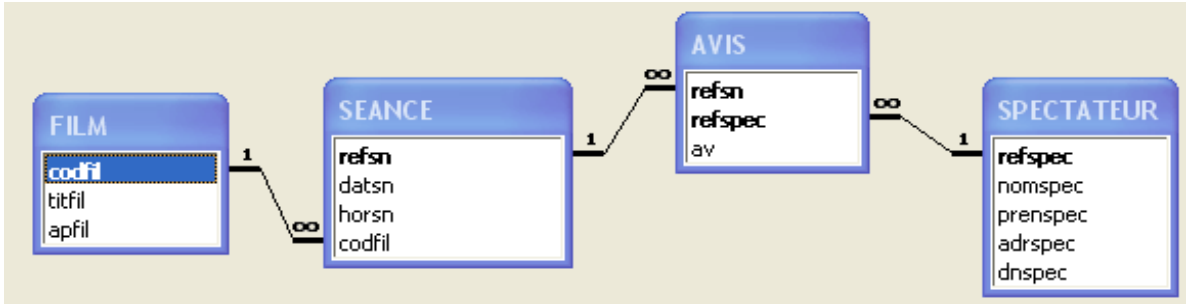 FILM
codfil
titfil
apfil
1
∞
SEANCE
refsn
datsn
horsn
codfil
1
∞
AVIS
refsn
refspec
av
∞
1
SPECTATEUR
refspec
nomspec
prenspec
adrspec
dnspec